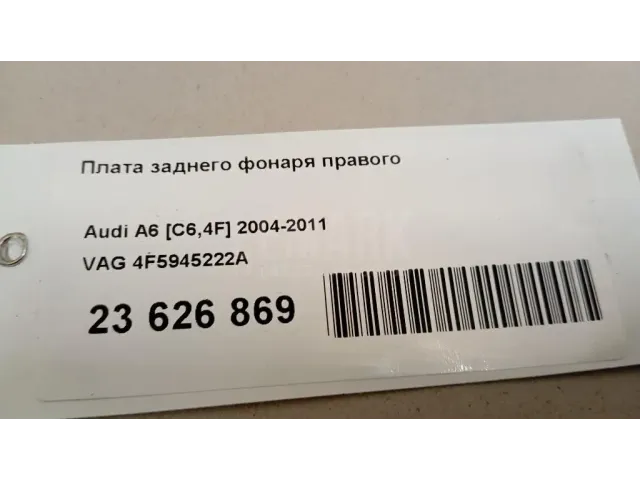 Плата заднего фонаря правого
Audi A6 [C6,4F] 2004-2011
VAG 4F5945222A
23 626 869